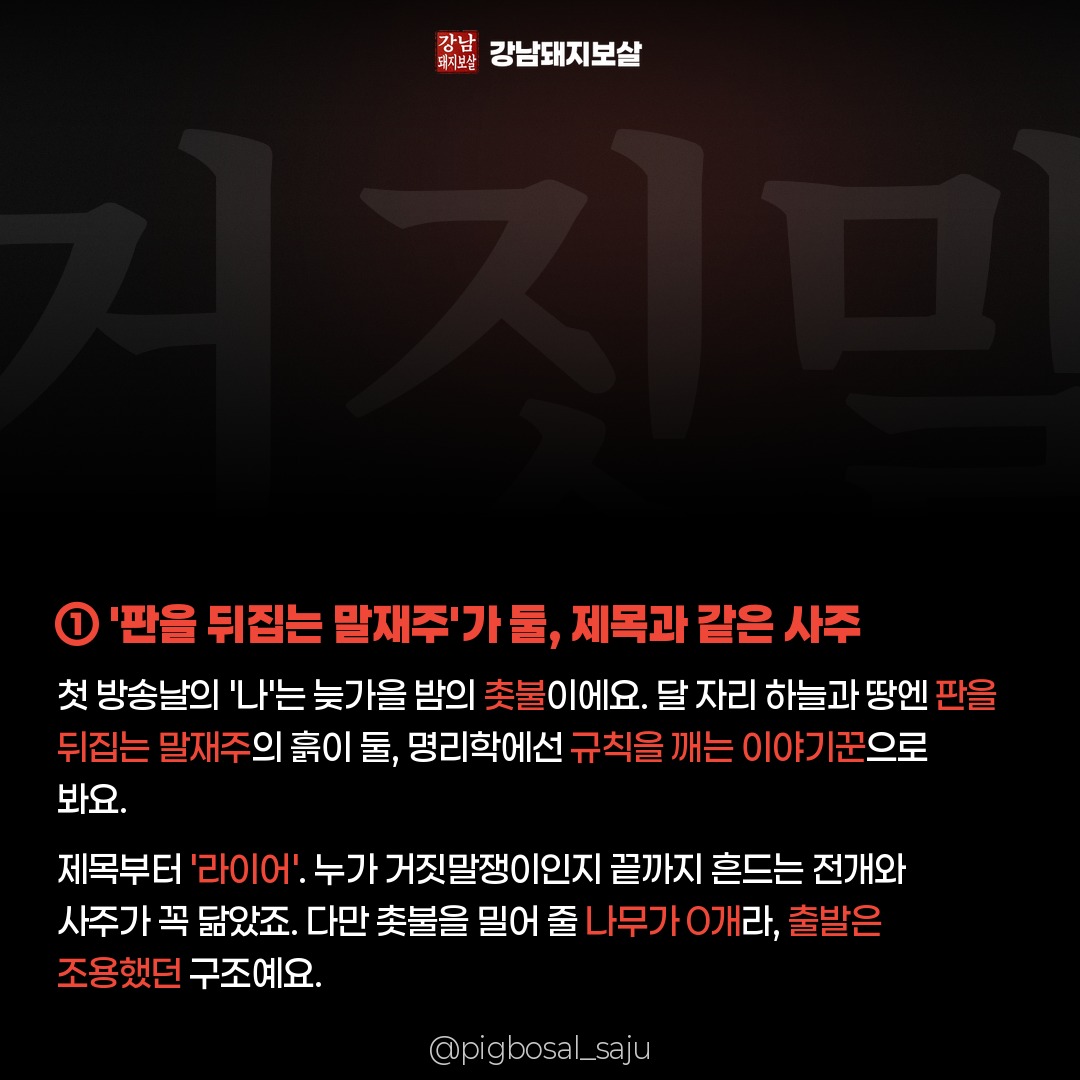 강남
돼지보살
강남돼지보살
거짓말
① '판을 뒤집는 말재주'가 둘, 제목과 같은 사주
첫 방송날의 '나'는 늦가을 밤의 촛불이에요. 달 자리 하늘과 땅엔 판을
뒤집는 말재주의 흙이 둘, 명리학에선 규칙을 깨는 이야기꾼으로
봐요.
제목부터 '라이어'. 누가 거짓말쟁이인지 끝까지 흔드는 전개와
사주가 꼭 닮았죠. 다만 촛불을 밀어 줄 나무가 0개라, 출발은
조용했던 구조예요.
@pigbosal_saju